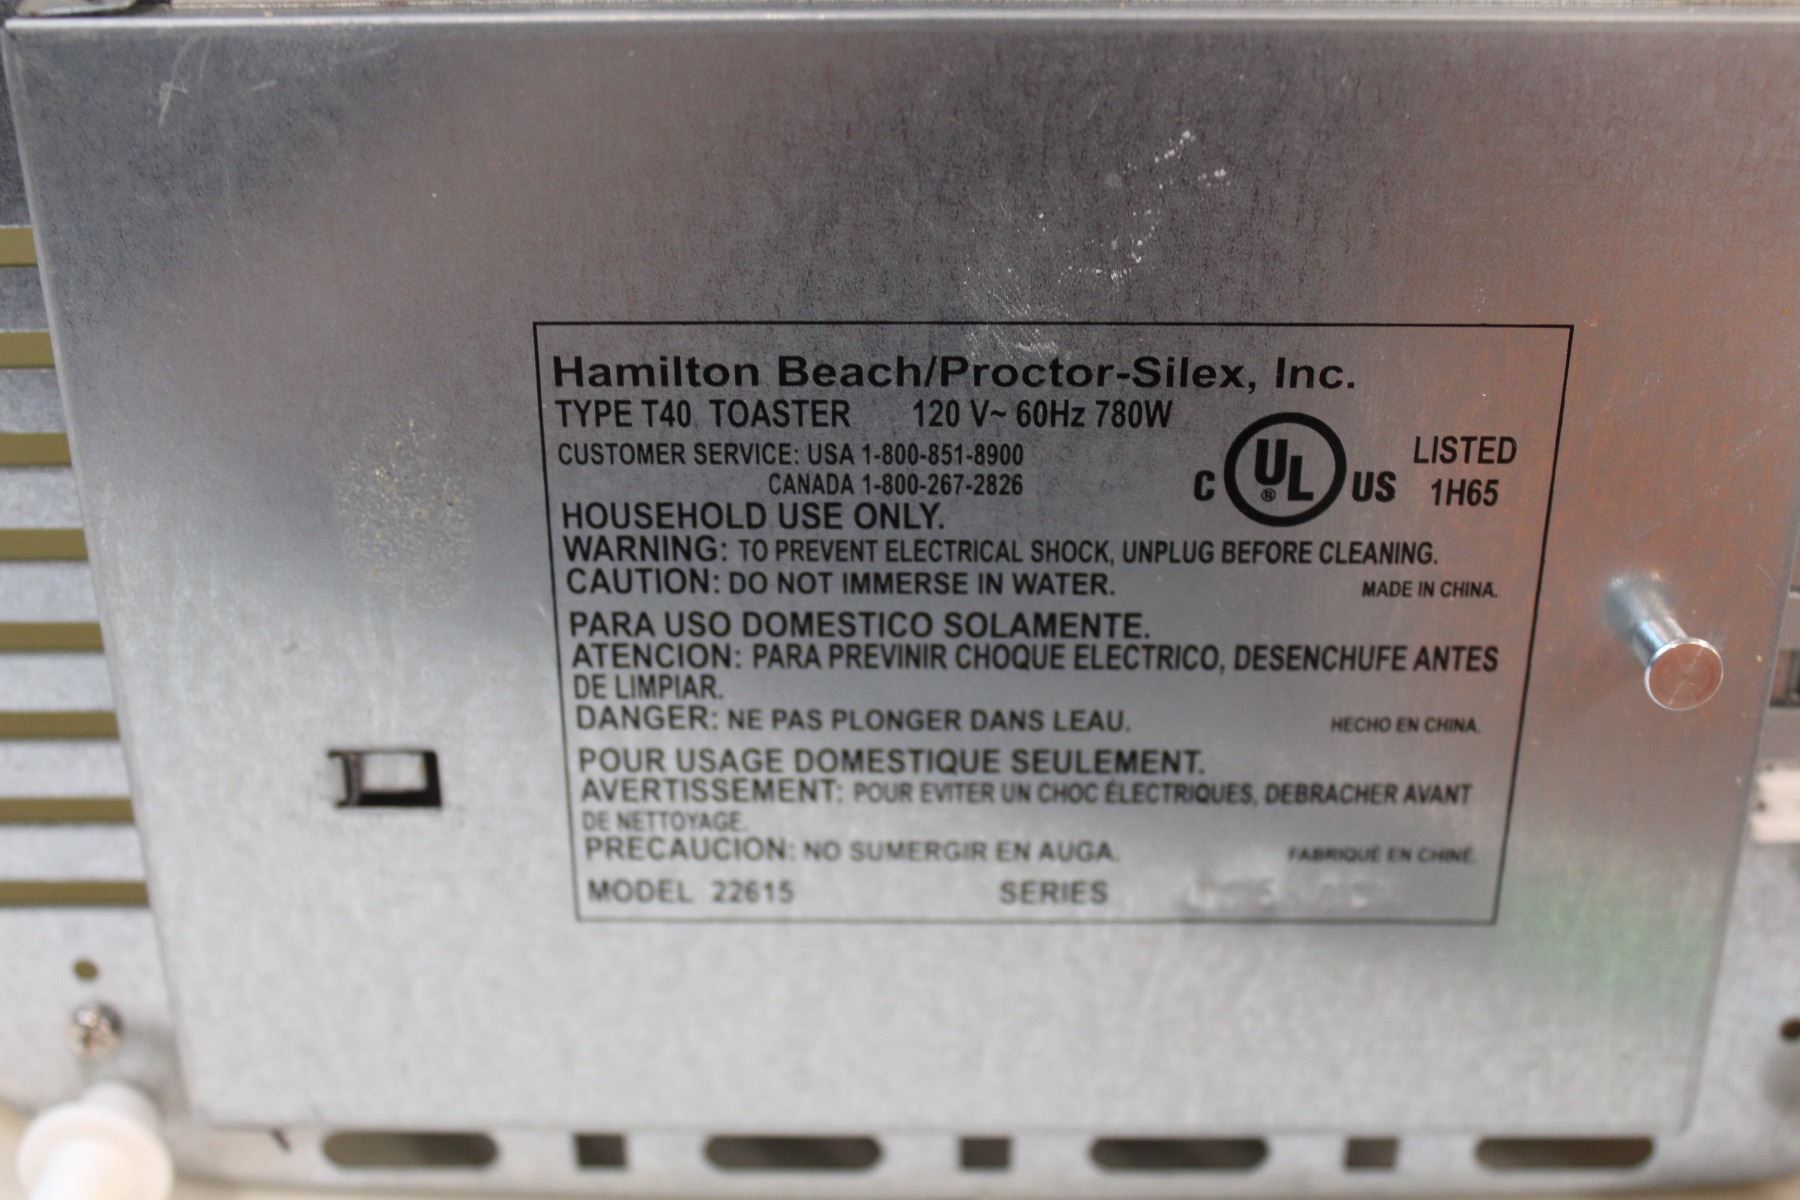 Hamilton Beach/Proctor-Silex, Inc.
TYPE T40 TOASTER 120 V~ 60Hz 780W
CUSTOMER SERVICE: USA 1-800-851-8900
CANADA 1-800-267-2826
C UL® US LISTED
1H65
HOUSEHOLD USE ONLY.
WARNING: TO PREVENT ELECTRICAL SHOCK, UNPLUG BEFORE CLEANING.
CAUTION: DO NOT IMMERSE IN WATER. MADE IN CHINA.
PARA USO DOMESTICO SOLAMENTE.
ATENCION: PARA PREVINIR CHOQUE ELECTRICO, DESENCHUFE ANTES
DE LIMPIAR.
DANGER: NE PAS PLONGER DANS LEAU. HECHO EN CHINA.
POUR USAGE DOMESTIQUE SEULEMENT.
AVERTISSEMENT: POUR EVITER UN CHOC ÉLECTRIQUES, DEBRACHER AVANT
DE NETTOYAGE.
PRECAUCION: NO SUMERGIR EN AUGA. FABRIQUÉ EN CHINE.
MODEL 22615 SERIES